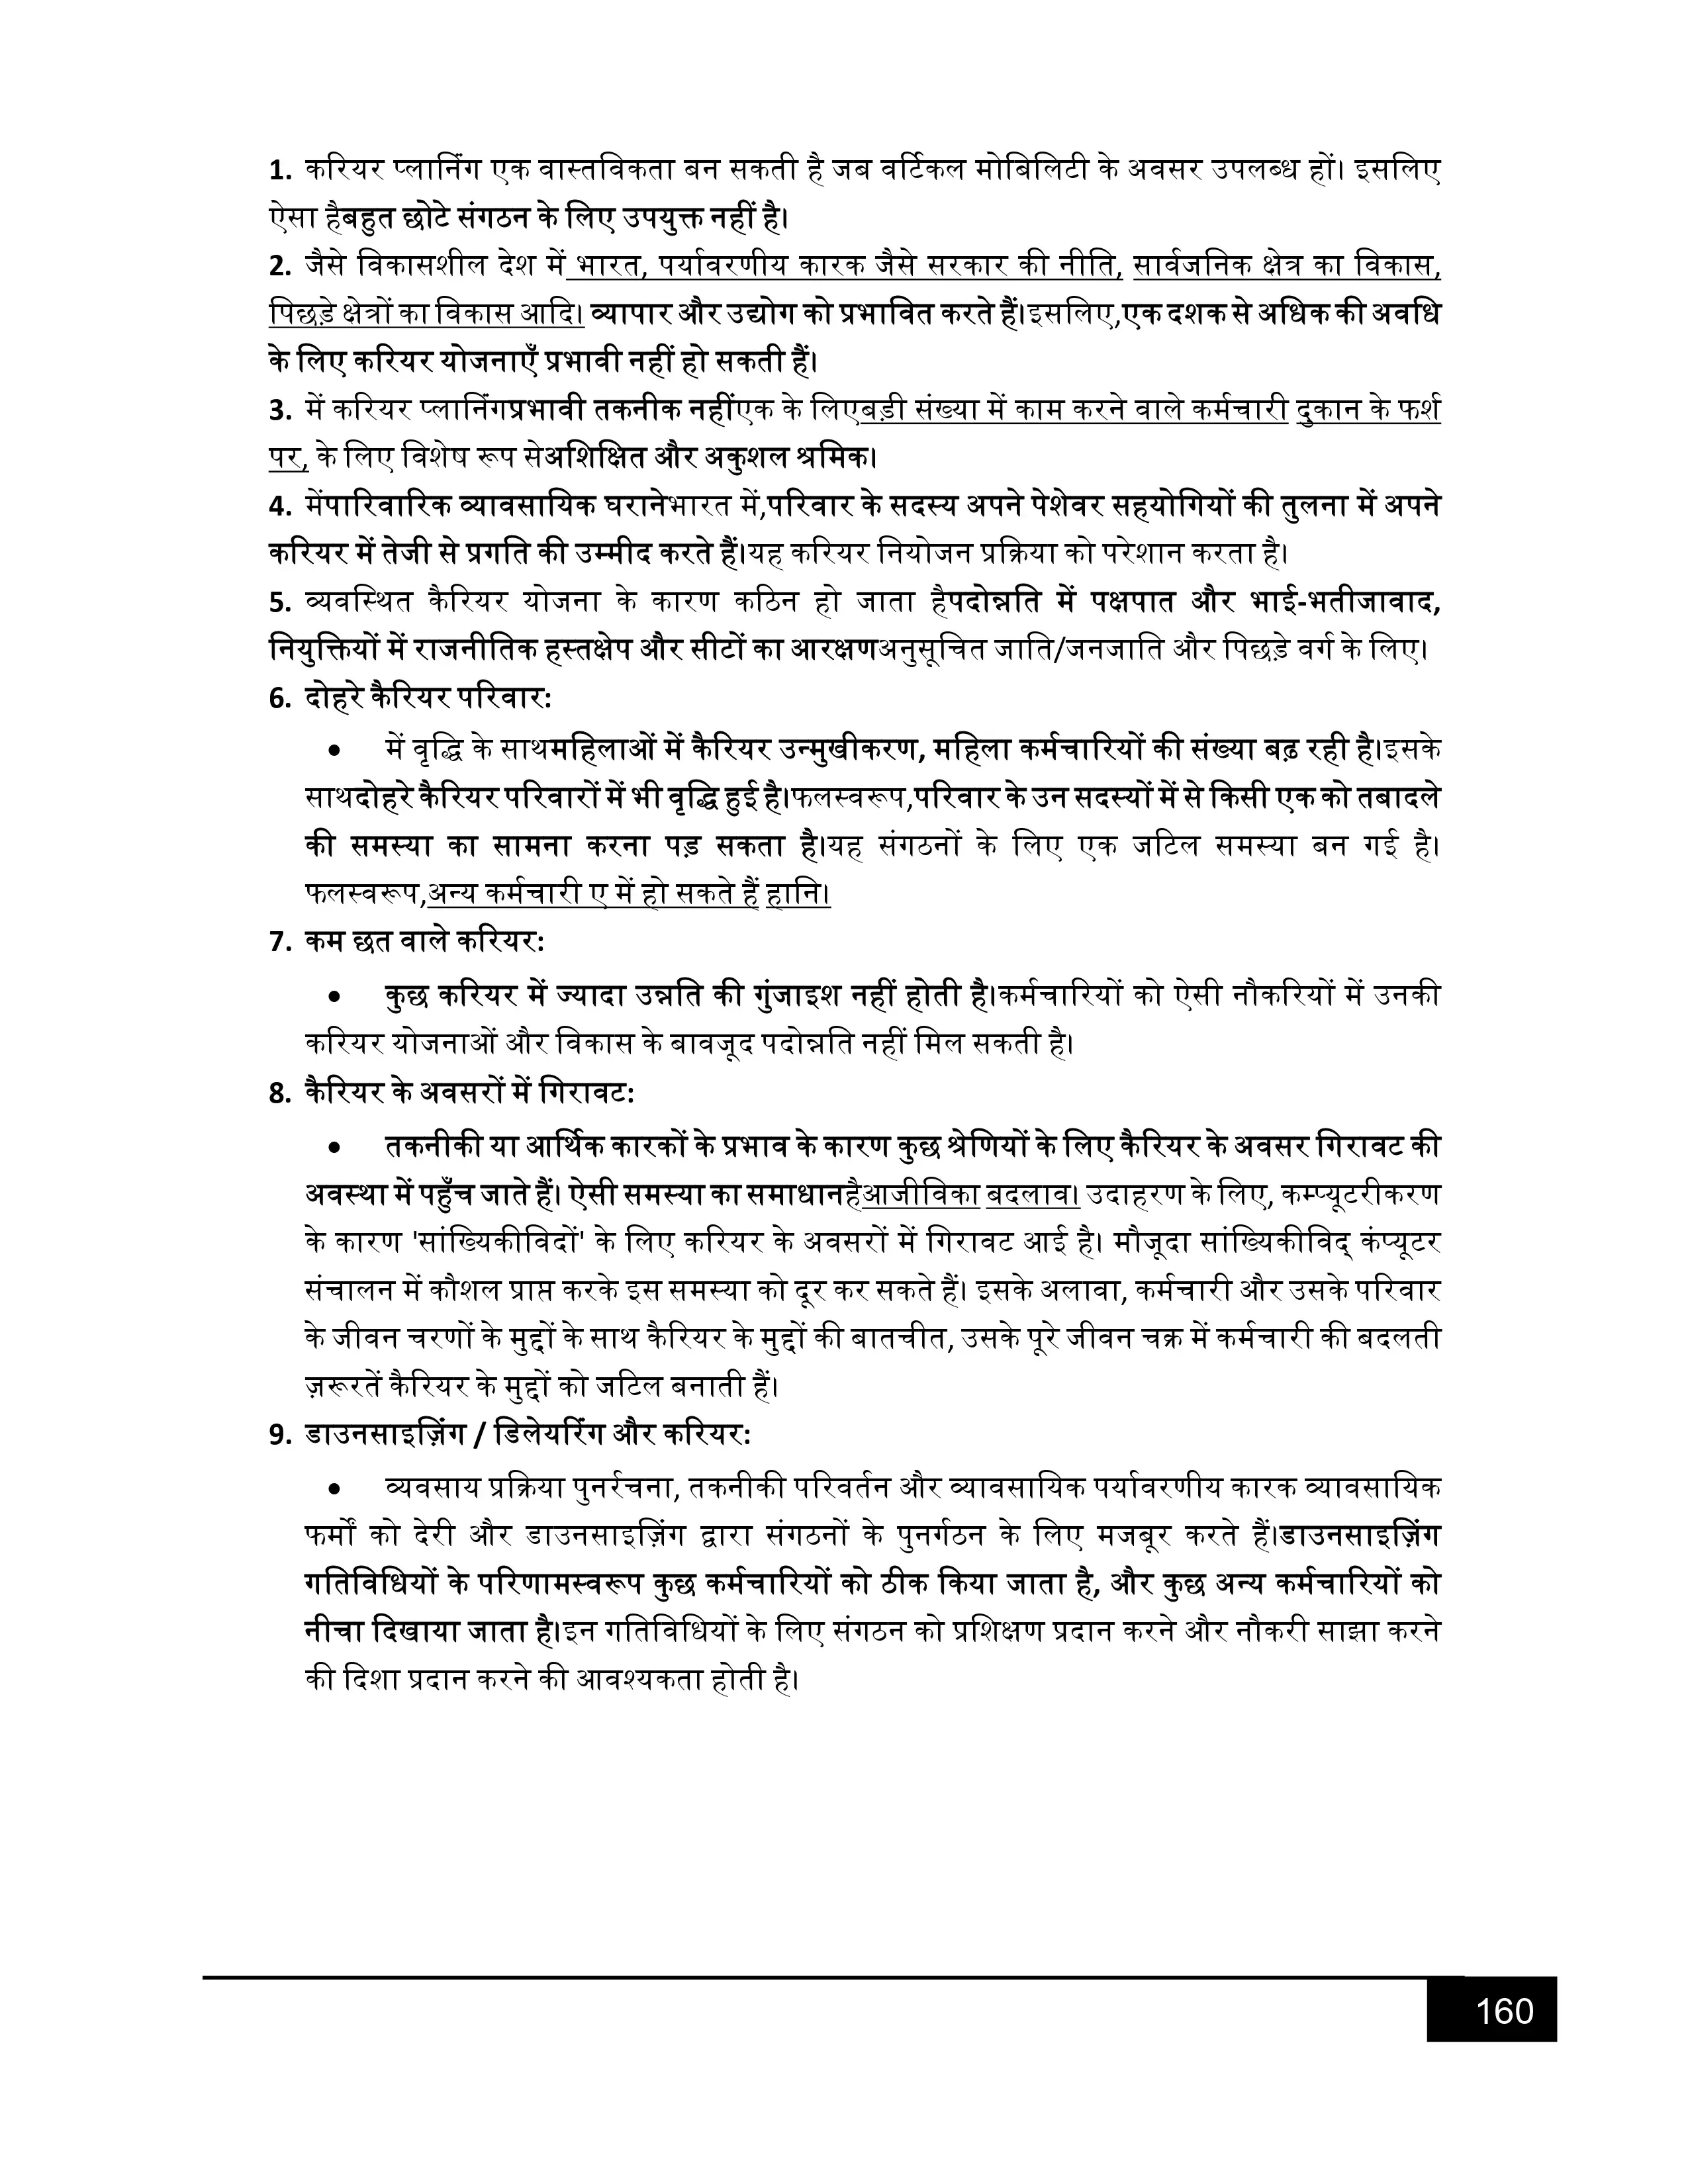 1. करियर प्लानिंग एक वास्तविकता बन सकती है जब वर्टिकल मोबिलिटी के अवसर उपलब्ध हों। इसलिए
ऐसा हैबहुत छोटे संगठन के लिए उपयुक्त नहीं है।
2. जैसे विकासशील देश में भारत, पर्यावरणीय कारक जैसे सरकार की नीति, सार्वजनिक क्षेत्र का विकास,
पिछड़े क्षेत्रों का विकास आदि। व्यापार और उद्योग को प्रभावित करते हैं।इसलिए,एक दशक से अधिक की अवधि
के लिए करियर योजनाएँ प्रभावी नहीं हो सकती हैं।
3. में करियर प्लानिंगप्रभावी तकनीक नहींएक के लिएबड़ी संख्या में काम करने वाले कर्मचारी दुकान के फर्श
पर, के लिए विशेष रूप सेअशिक्षित और अकुशल श्रमिक।
4. मेंपारिवारिक व्यावसायिक घरानेभारत में,परिवार के सदस्य अपने पेशेवर सहयोगियों की तुलना में अपने
करियर में तेजी से प्रगति की उम्मीद करते हैं।यह करियर नियोजन प्रक्रिया को परेशान करता है।
5. व्यवस्थित कैरियर योजना के कारण कठिन हो जाता हैपदोन्नति में पक्षपात और भाई-भतीजावाद,
नियुक्तियों में राजनीतिक हस्तक्षेप और सीटों का आरक्षणअनुसूचित जाति/जनजाति और पिछड़े वर्ग के लिए।
6. दोहरे कैरियर परिवार:
• में वृद्धि के साथमहिलाओं में कैरियर उन्मुखीकरण, महिला कर्मचारियों की संख्या बढ़ रही है।इसके
साथदोहरे कैरियर परिवारों में भी वृद्धि हुई है।फलस्वरूप,परिवार के उन सदस्यों में से किसी एक को तबादले
की समस्या का सामना करना पड़ सकता है।यह संगठनों के लिए एक जटिल समस्या बन गई है।
फलस्वरूप,अन्य कर्मचारी ए में हो सकते हैं हानि।
7. कम छत वाले करियर:
• कुछ करियर में ज्यादा उन्नति की गुंजाइश नहीं होती है।कर्मचारियों को ऐसी नौकरियों में उनकी
करियर योजनाओं और विकास के बावजूद पदोन्नति नहीं मिल सकती है।
8. कैरियर के अवसरों में गिरावट:
• तकनीकी या आर्थिक कारकों के प्रभाव के कारण कुछ श्रेणियों के लिए कैरियर के अवसर गिरावट की
अवस्था में पहुँच जाते हैं। ऐसी समस्या का समाधानहैआजीविका बदलाव। उदाहरण के लिए, कम्प्यूटरीकरण
के कारण 'सांख्यिकीविदों' के लिए करियर के अवसरों में गिरावट आई है। मौजूदा सांख्यिकीविद् कंप्यूटर
संचालन में कौशल प्राप्त करके इस समस्या को दूर कर सकते हैं। इसके अलावा, कर्मचारी और उसके परिवार
के जीवन चरणों के मुद्दों के साथ कैरियर के मुद्दों की बातचीत, उसके पूरे जीवन चक्र में कर्मचारी की बदलती
ज़रूरतें कैरियर के मुद्दों को जटिल बनाती हैं।
9. डाउनसाइज़िंग / डिलेयरिंग और करियर:
• व्यवसाय प्रक्रिया पुनर्रचना, तकनीकी परिवर्तन और व्यावसायिक पर्यावरणीय कारक व्यावसायिक
फर्मों को देरी और डाउनसाइज़िंग द्वारा संगठनों के पुनर्गठन के लिए मजबूर करते हैं।डाउनसाइज़िंग
गतिविधियों के परिणामस्वरूप कुछ कर्मचारियों को ठीक किया जाता है, और कुछ अन्य कर्मचारियों को
नीचा दिखाया जाता है।इन गतिविधियों के लिए संगठन को प्रशिक्षण प्रदान करने और नौकरी साझा करने
की दिशा प्रदान करने की आवश्यकता होती है।
160